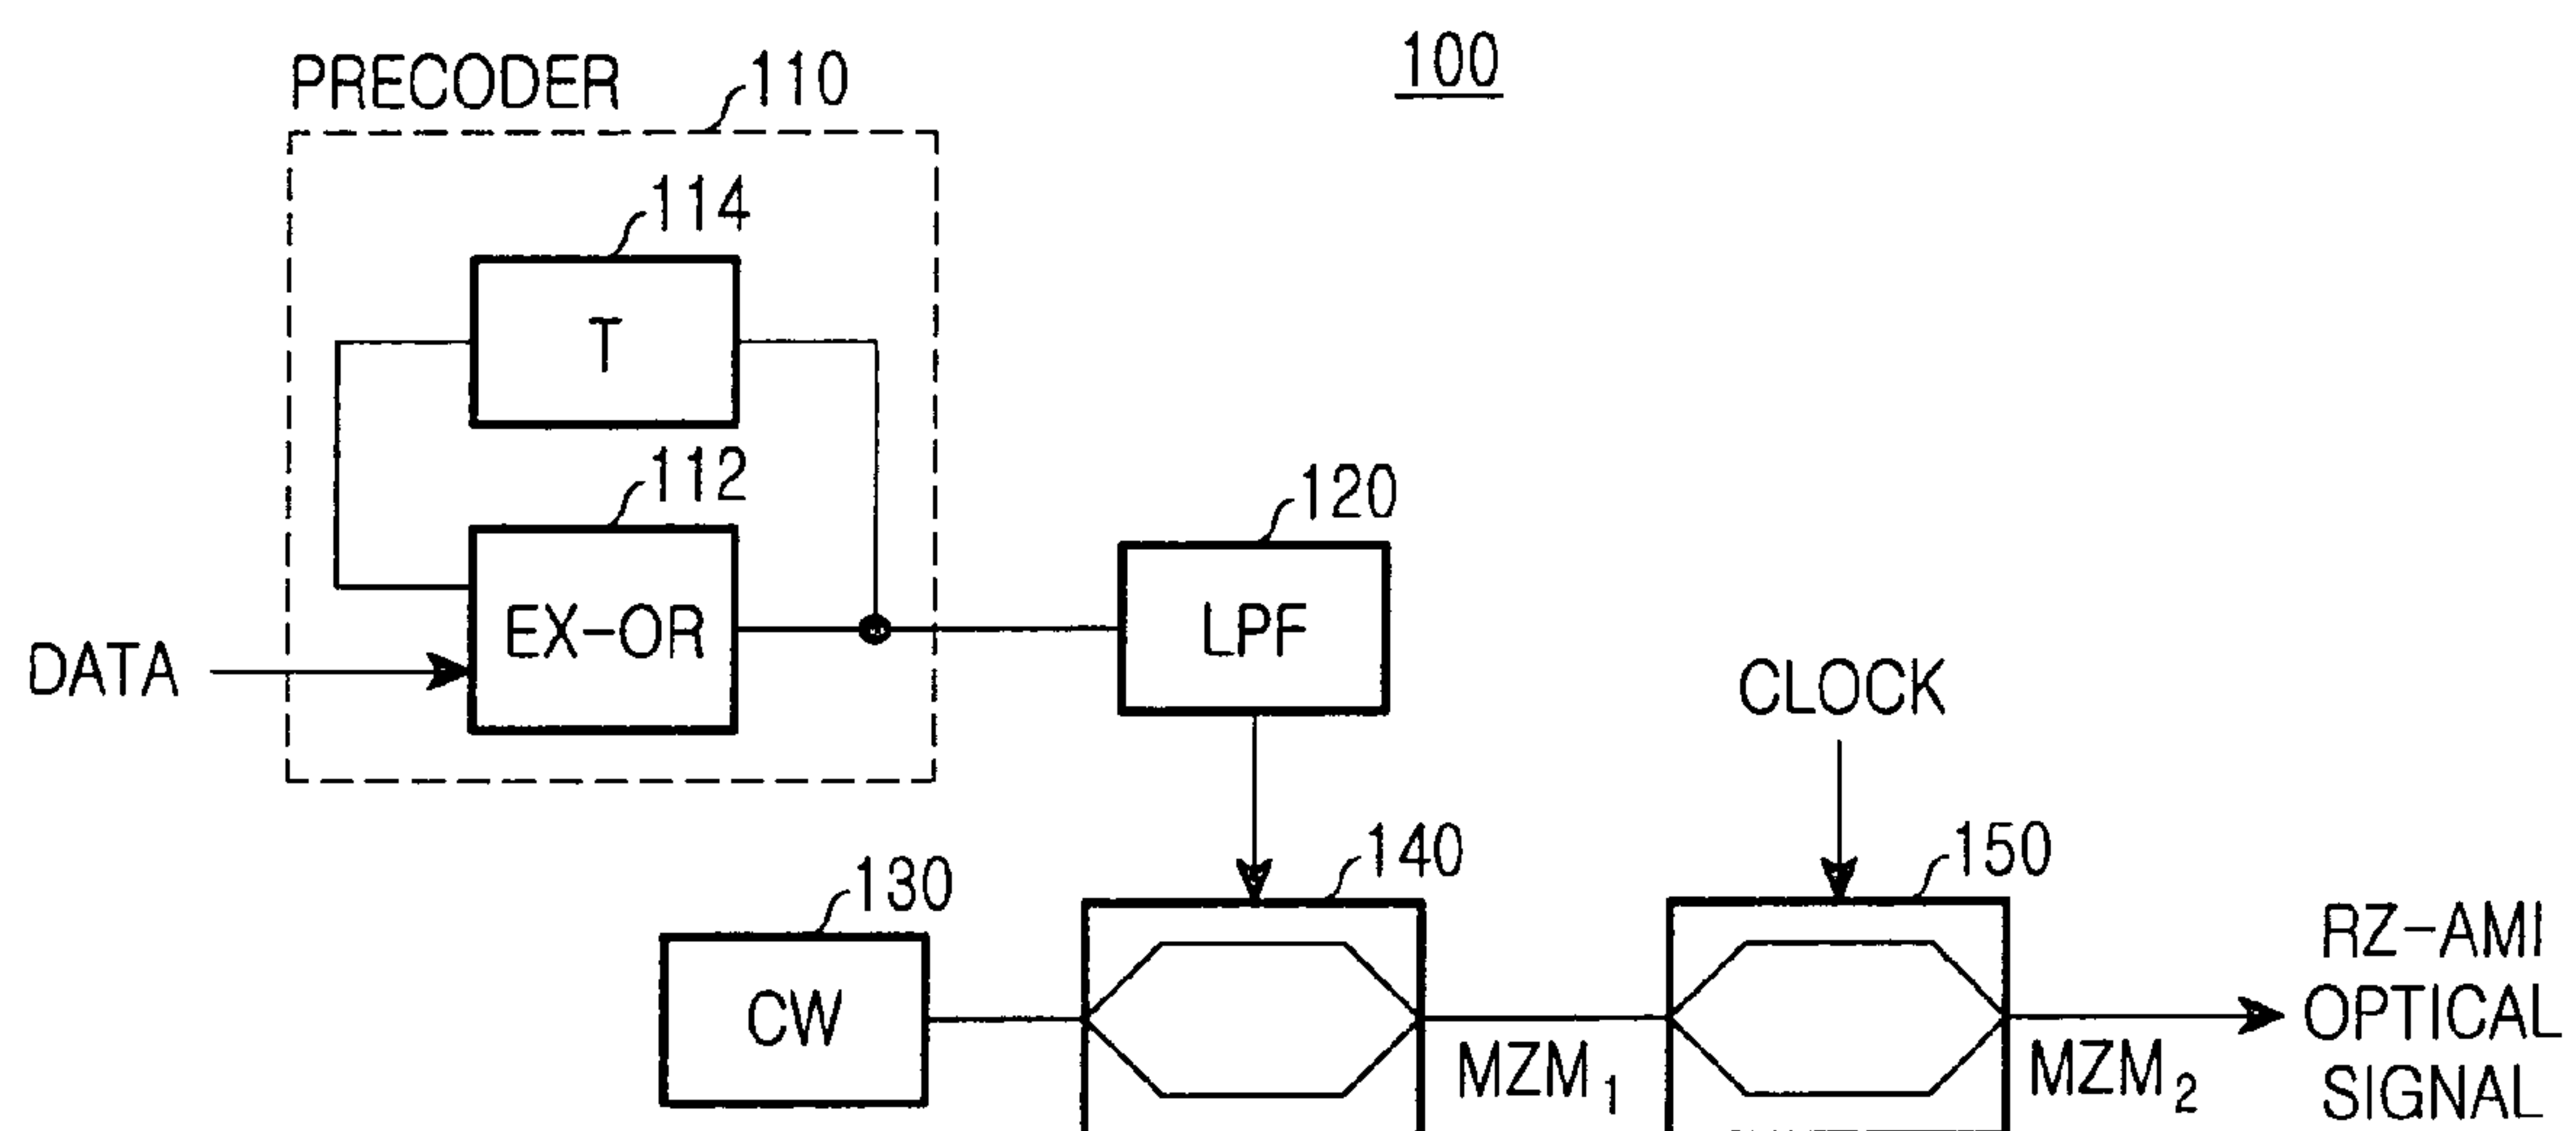 100
PRECODER
110
114
T
112
EX-OR
DATA
120
LPF
CLOCK
130
CW
140
MZM1
150
MZM2
RZ-AMI
OPTICAL
SIGNAL